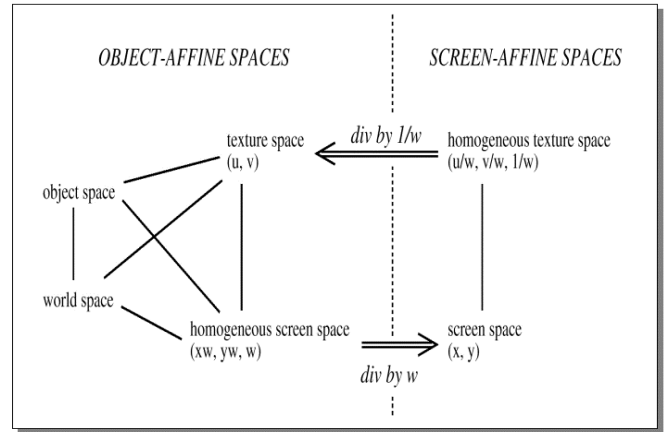 OBJECT-AFFINE SPACES
SCREEN-AFFINE SPACES
texture space
(u, v)
div by 1/w
homogeneous texture space
(u/w, v/w, 1/w)
object space
world space
homogeneous screen space
(xw, yw, w)
div by w
screen space
(x, y)